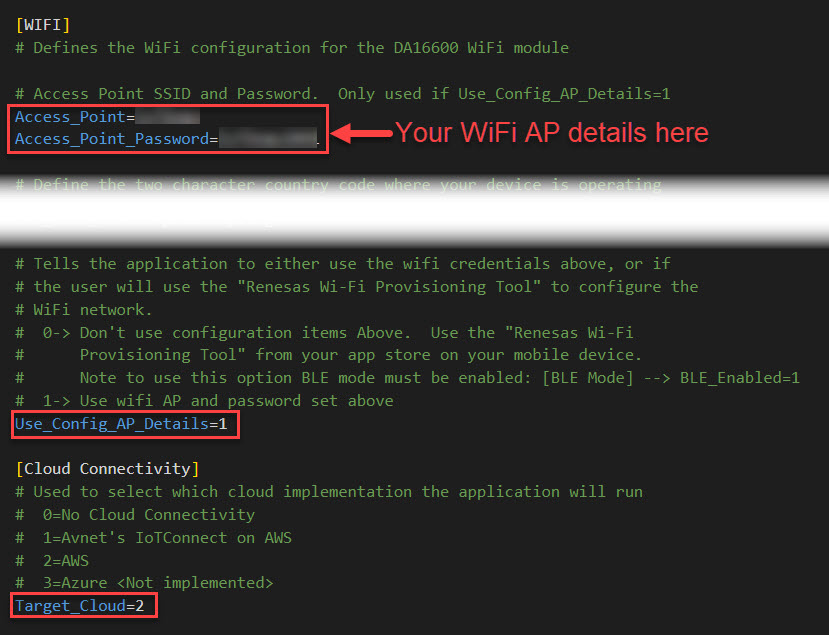 [WIFI]
# Defines the WiFi configuration for the DA16600 WiFi module
# Access Point SSID and Password.  Only used if Use_Config_AP_Details=1
Access_Point=
Access_Point_Password=
Your WiFi AP details here
# Define the two character country code where your device is operating
# Tells the application to either use the wifi credentials above, or if
# the user will use the "Renesas Wi-Fi Provisioning Tool" to configure the
# WiFi network.
#  0-> Don't use configuration items Above.  Use the "Renesas Wi-Fi
#      Provisioning Tool" from your app store on your mobile device.
#      Note to use this option BLE mode must be enabled: [BLE Mode] --> BLE_Enabled=1
#  1-> Use wifi AP and password set above
Use_Config_AP_Details=1
[Cloud Connectivity]
# Used to select which cloud implementation the application will run
#  0=No Cloud Connectivity
#  1=Avnet's IoTConnect on AWS
#  2=AWS
#  3=Azure <Not implemented>
Target_Cloud=2